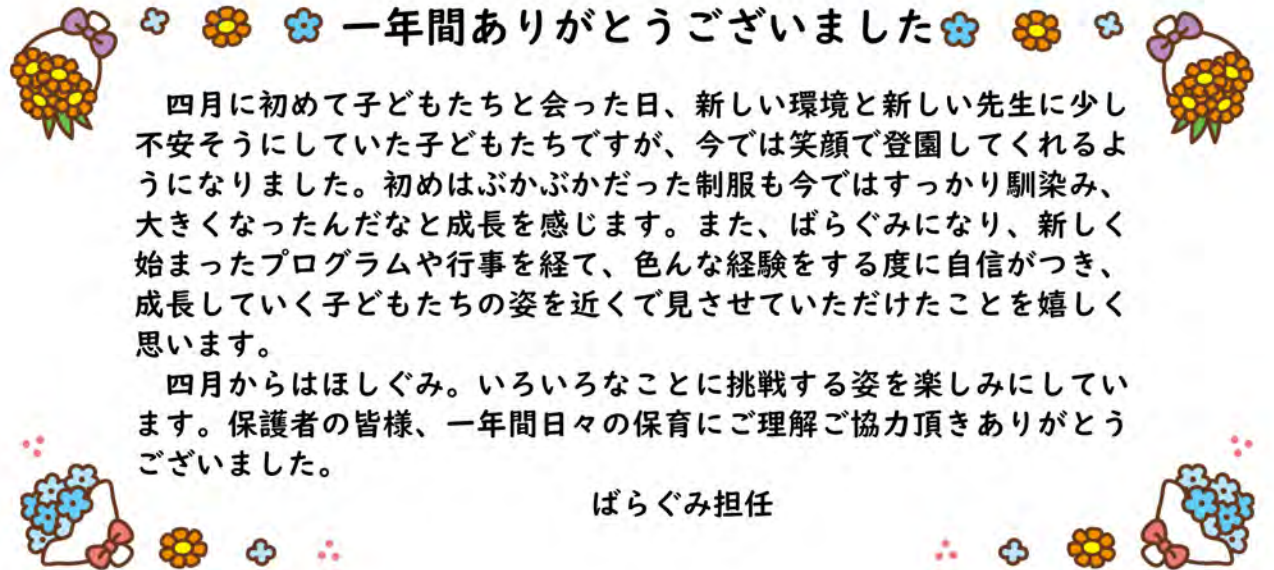 一年間ありがとうございました
四月に初めて子どもたちと会った日、新しい環境と新しい先生に少し
不安そうにしていた子どもたちですが、今では笑顔で登園してくれるよ
うになりました。初めはぶかぶかだった制服も今ではすっかり馴染み、
大きくなったんだなと成長を感じます。また、ばらぐみになり、新しく
始まったプログラムや行事を経て、色んな経験をする度に自信がつき、
成長していく子どもたちの姿を近くで見させていただけたことを嬉しく
思います。
四月からはほしぐみ。いろいろなことに挑戦する姿を楽しみにしてい
ます。保護者の皆様、一年間日々の保育にご理解ご協力頂きありがとう
ございました。
ばらぐみ担任